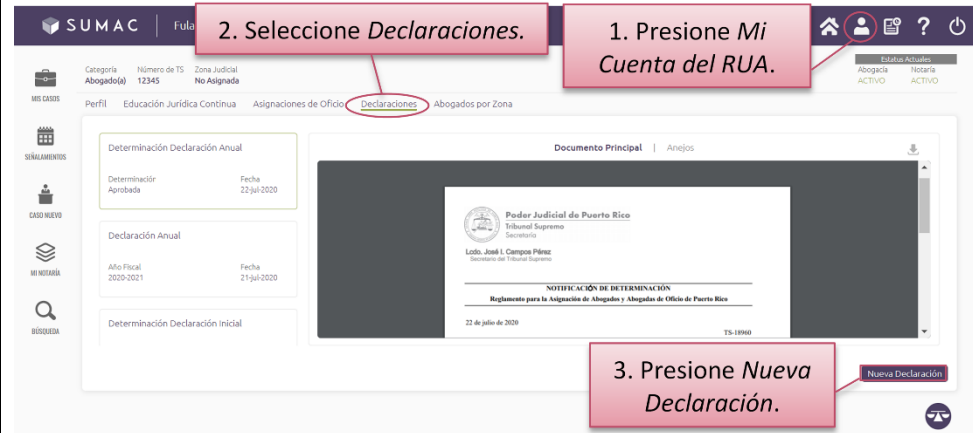 SUMAC
Fula
2. Seleccione Declaraciones.
1. Presione Mi
Cuenta del RUA.
?
MIS CASOS
Categoría Número de TS Zona Judicial
Abogado(a) 12345 No Asignada
Estatus Actuales
Abogacía Notaría
ACTIVO ACTIVO
Perfil Educación Jurídica Continua Asignaciones de Oficio Declaraciones Abogados por Zona
SEÑALAMIENTOS
CASO NUEVO
MI NOTARÍA
BÚSQUEDA
Determinación Declaración Anual
Determinación Fecha
Aprobada 22-jul-2020
Declaración Anual
Año Fiscal Fecha
2020-2021 21-jul-2020
Determinación Declaración Inicial
Documento Principal | Anejos
Poder Judicial de Puerto Rico
Tribunal Supremo
Secretaría
Lcdo. José I. Campos Pérez
Secretario del Tribunal Supremo
NOTIFICACIÓN DE DETERMINACIÓN
Reglamento para la Asignación de Abogados y Abogadas de Oficio de Puerto Rico
22 de julio de 2020
TS-18960
3. Presione Nueva
Declaración.
Nueva Declaración